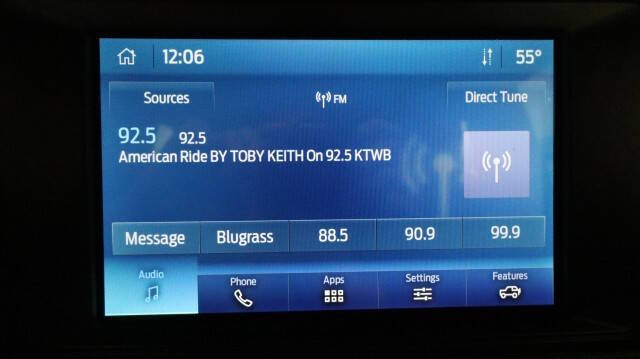 12:06 55°
Sources FM Direct Tune
92.5 92.5
American Ride BY TOBY KEITH On 92.5 KTWB
Message Blugrass 88.5 90.9 99.9
Audio Phone Apps Settings Features